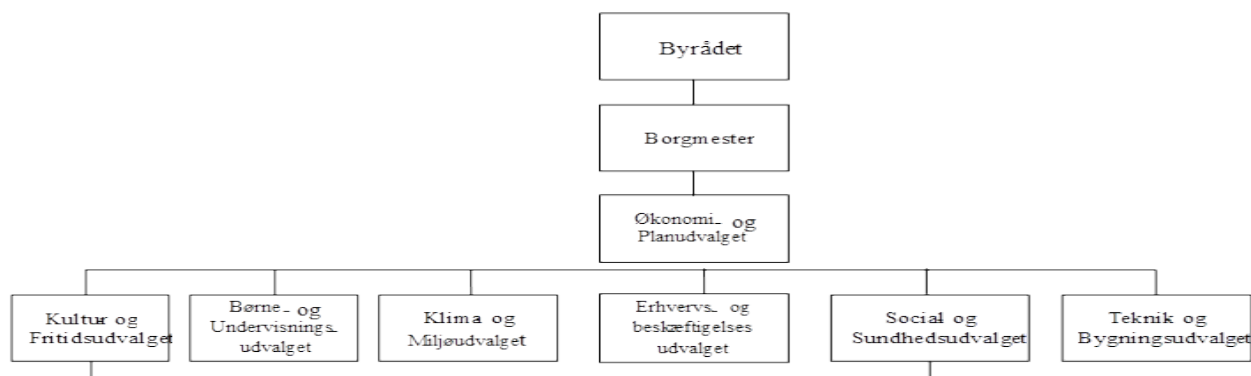 Byrådet
Borgmester
Økonomi- og
Planudvalget
Kultur og
Fritidsudvalget
Børne- og
Undervisnings-
udvalget
Klima og
Miljøudvalget
Erhvervs- og
beskæftigelses
udvalget
Social og
Sundhedsudvalget
Teknik og
Bygningsudvalget